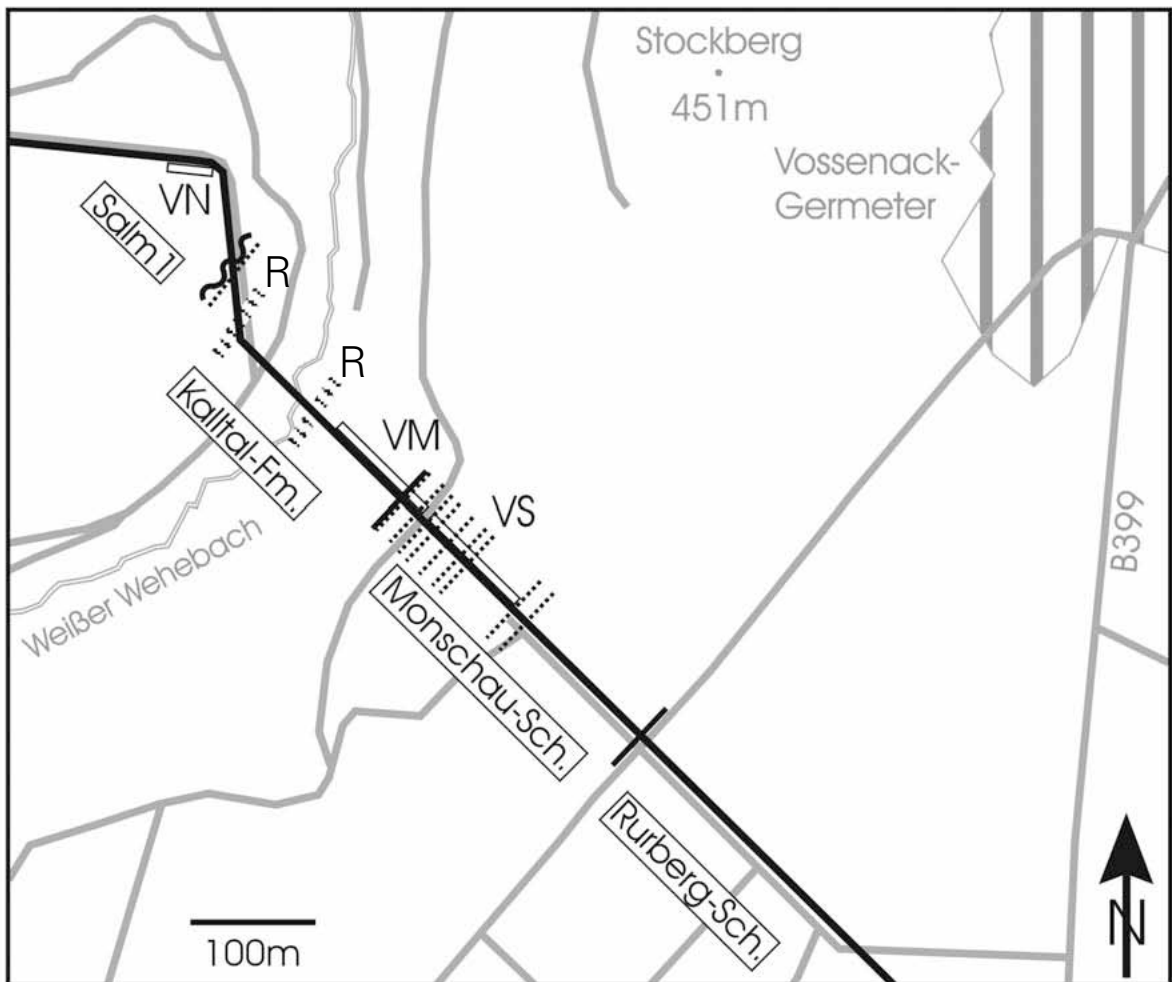 Stockberg
451m
Vossenack-
Germeter
VN
Salm 1
R
R
Kalltal-Fm.
VM
VS
Weißer Wehebach
Monschau-Sch.
B399
Rurberg-Sch.
100m
N